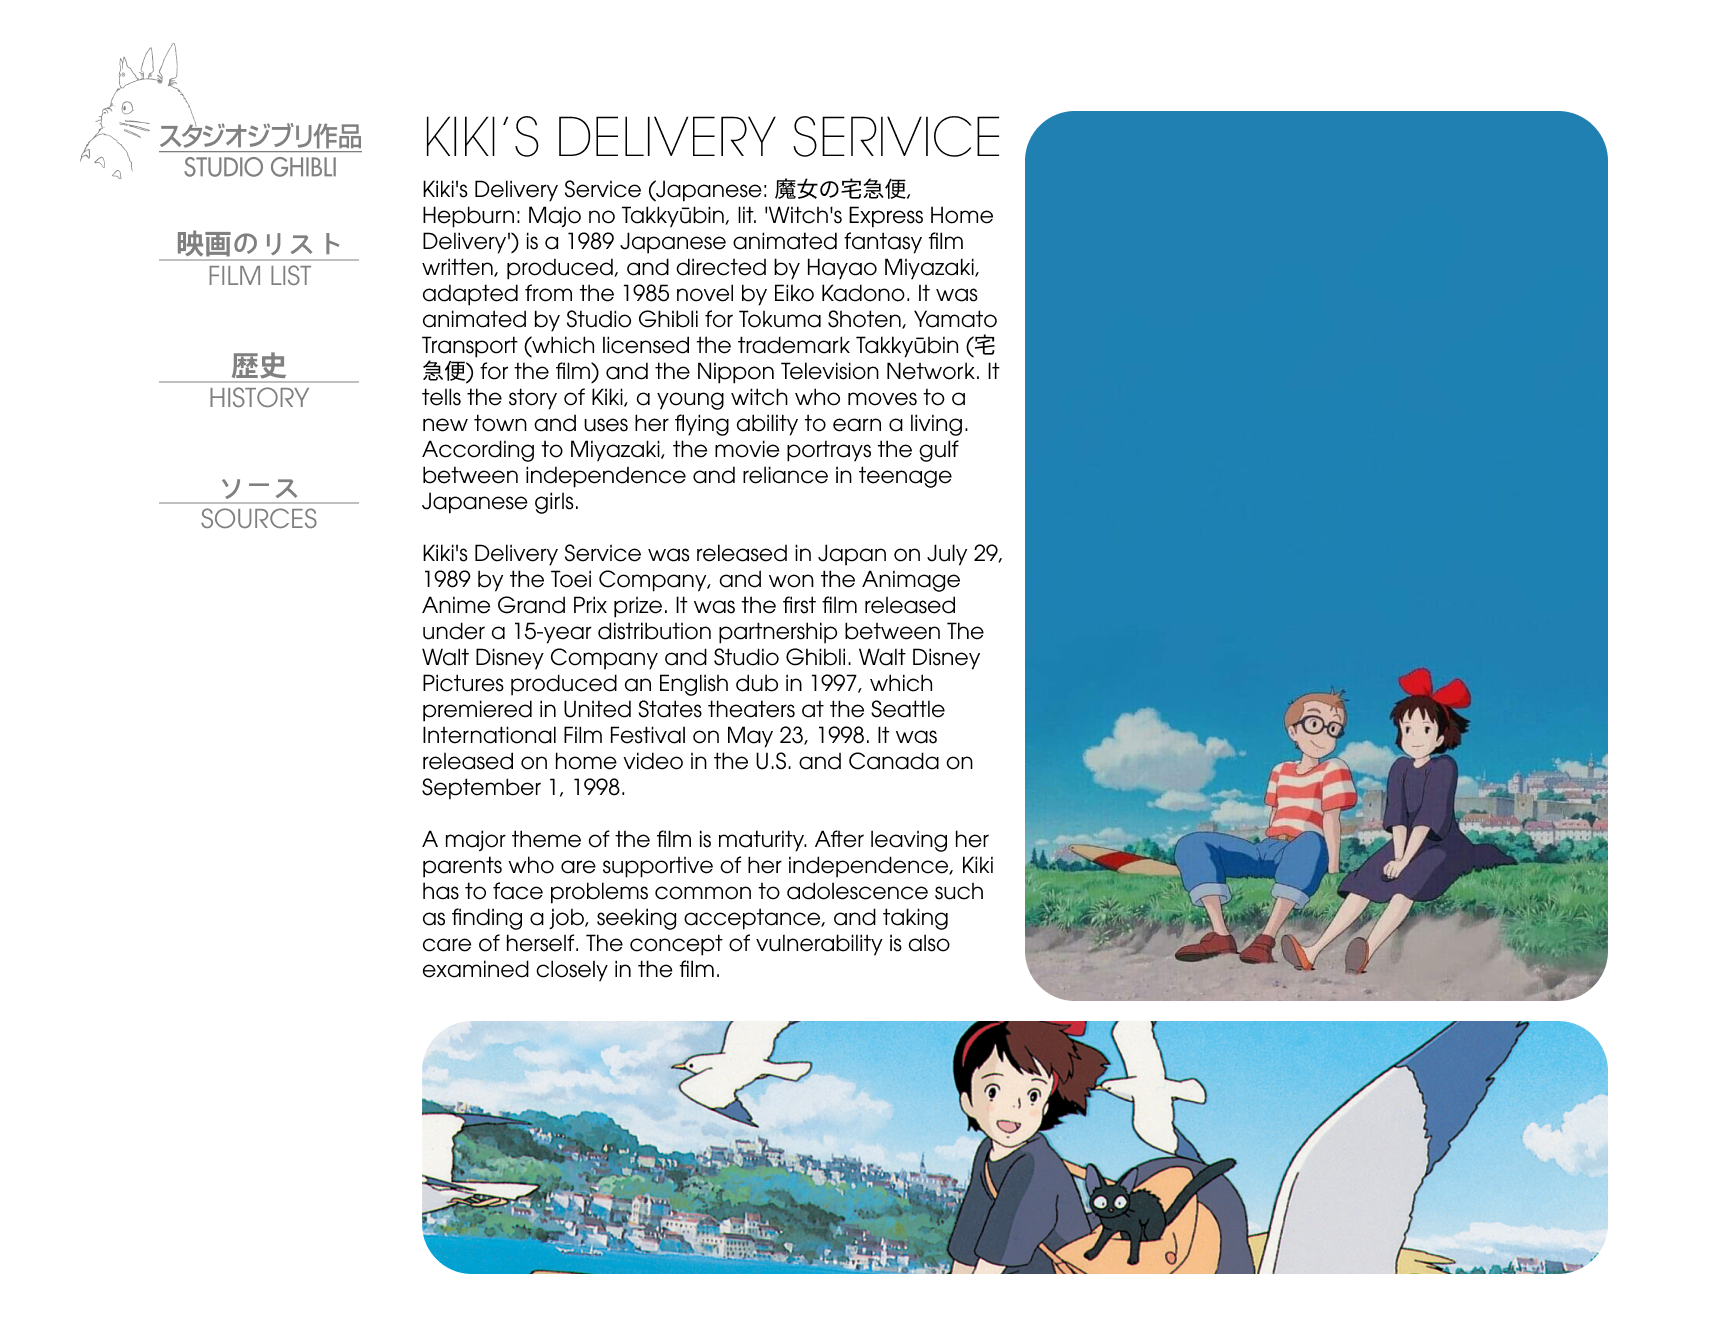 スタジオジブリ作品
STUDIO GHIBLI
映画のリスト
FILM LIST
歴史
HISTORY
ソース
SOURCES
KIKI’S DELIVERY SERIVICE
Kiki's Delivery Service (Japanese: 魔女の宅急便,
Hepburn: Majo no Takkyūbin, lit. 'Witch's Express Home
Delivery') is a 1989 Japanese animated fantasy film
written, produced, and directed by Hayao Miyazaki,
adapted from the 1985 novel by Eiko Kadono. It was
animated by Studio Ghibli for Tokuma Shoten, Yamato
Transport (which licensed the trademark Takkyūbin (宅
急便) for the film) and the Nippon Television Network. It
tells the story of Kiki, a young witch who moves to a
new town and uses her flying ability to earn a living.
According to Miyazaki, the movie portrays the gulf
between independence and reliance in teenage
Japanese girls.
Kiki's Delivery Service was released in Japan on July 29,
1989 by the Toei Company, and won the Animage
Anime Grand Prix prize. It was the first film released
under a 15-year distribution partnership between The
Walt Disney Company and Studio Ghibli. Walt Disney
Pictures produced an English dub in 1997, which
premiered in United States theaters at the Seattle
International Film Festival on May 23, 1998. It was
released on home video in the U.S. and Canada on
September 1, 1998.
A major theme of the film is maturity. After leaving her
parents who are supportive of her independence, Kiki
has to face problems common to adolescence such
as finding a job, seeking acceptance, and taking
care of herself. The concept of vulnerability is also
examined closely in the film.